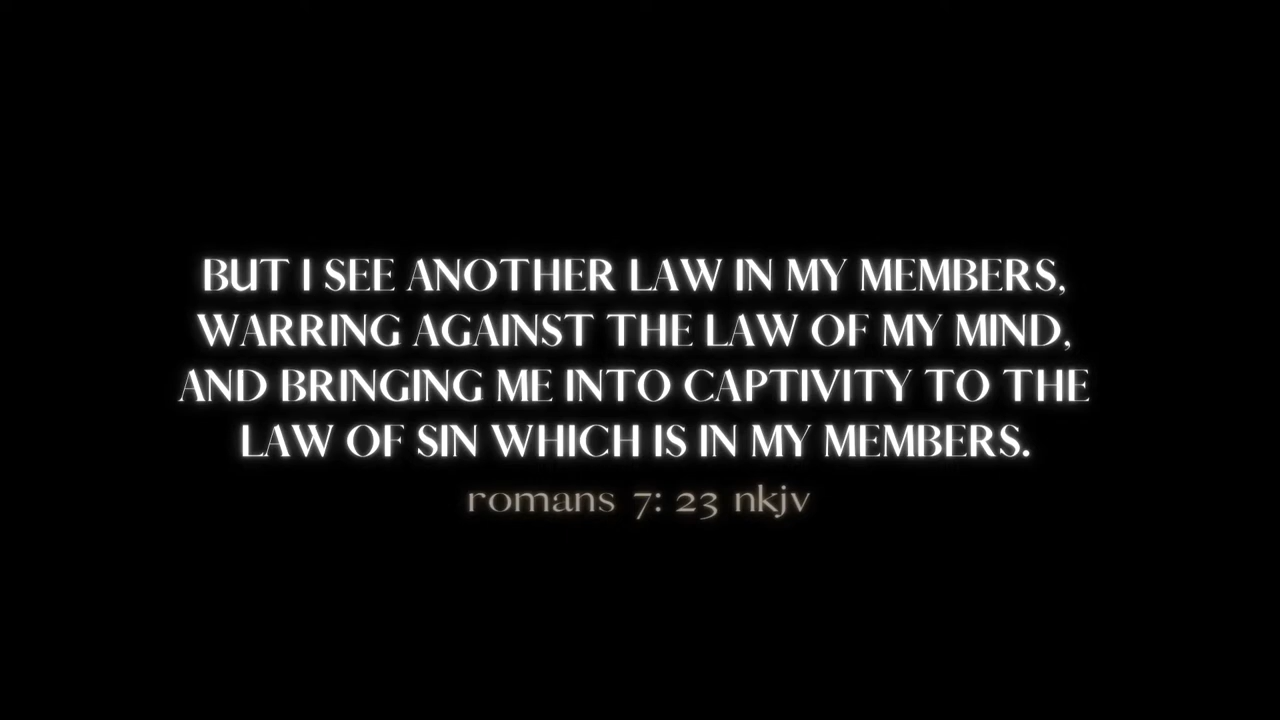 BUT I SEE ANOTHER LAW IN MY MEMBERS,
WARRING AGAINST THE LAW OF MY MIND,
AND BRINGING ME INTO CAPTIVITY TO THE
LAW OF SIN WHICH IS IN MY MEMBERS.
romans 7: 23 nkjv